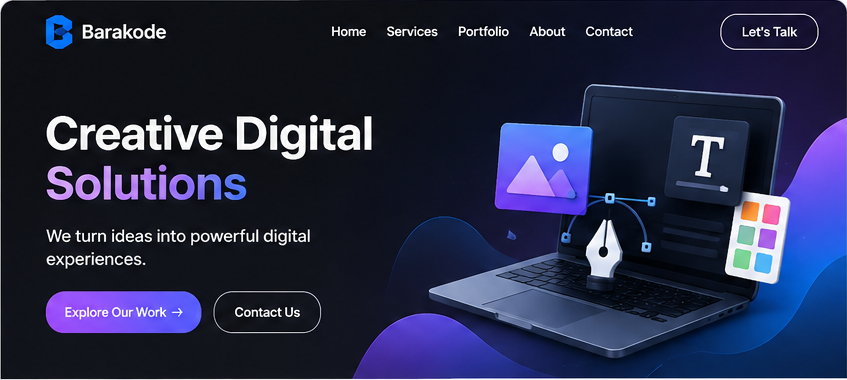 Barakode
Home
Services
Portfolio
About
Contact
Let's Talk
Creative Digital
Solutions
We turn ideas into powerful digital
experiences.
Explore Our Work →
Contact Us
T